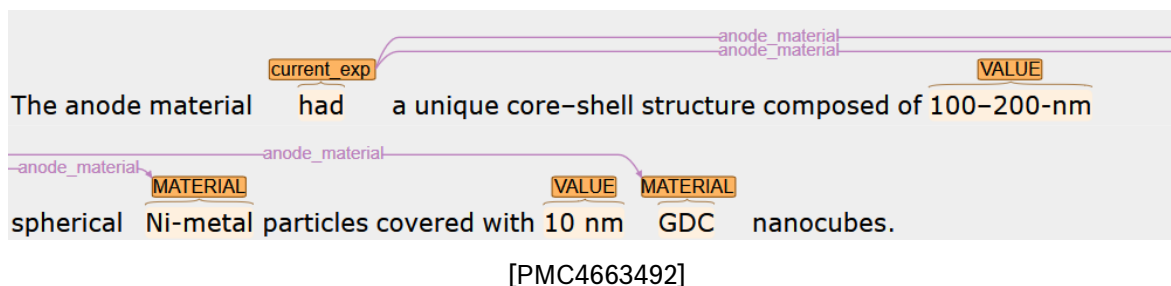 anode_material
anode_material
current_exp VALUE
The anode material had a unique core–shell structure composed of 100–200-nm
anode_material
anode_material
MATERIAL VALUE MATERIAL
spherical Ni-metal particles covered with 10 nm GDC nanocubes.
[PMC4663492]